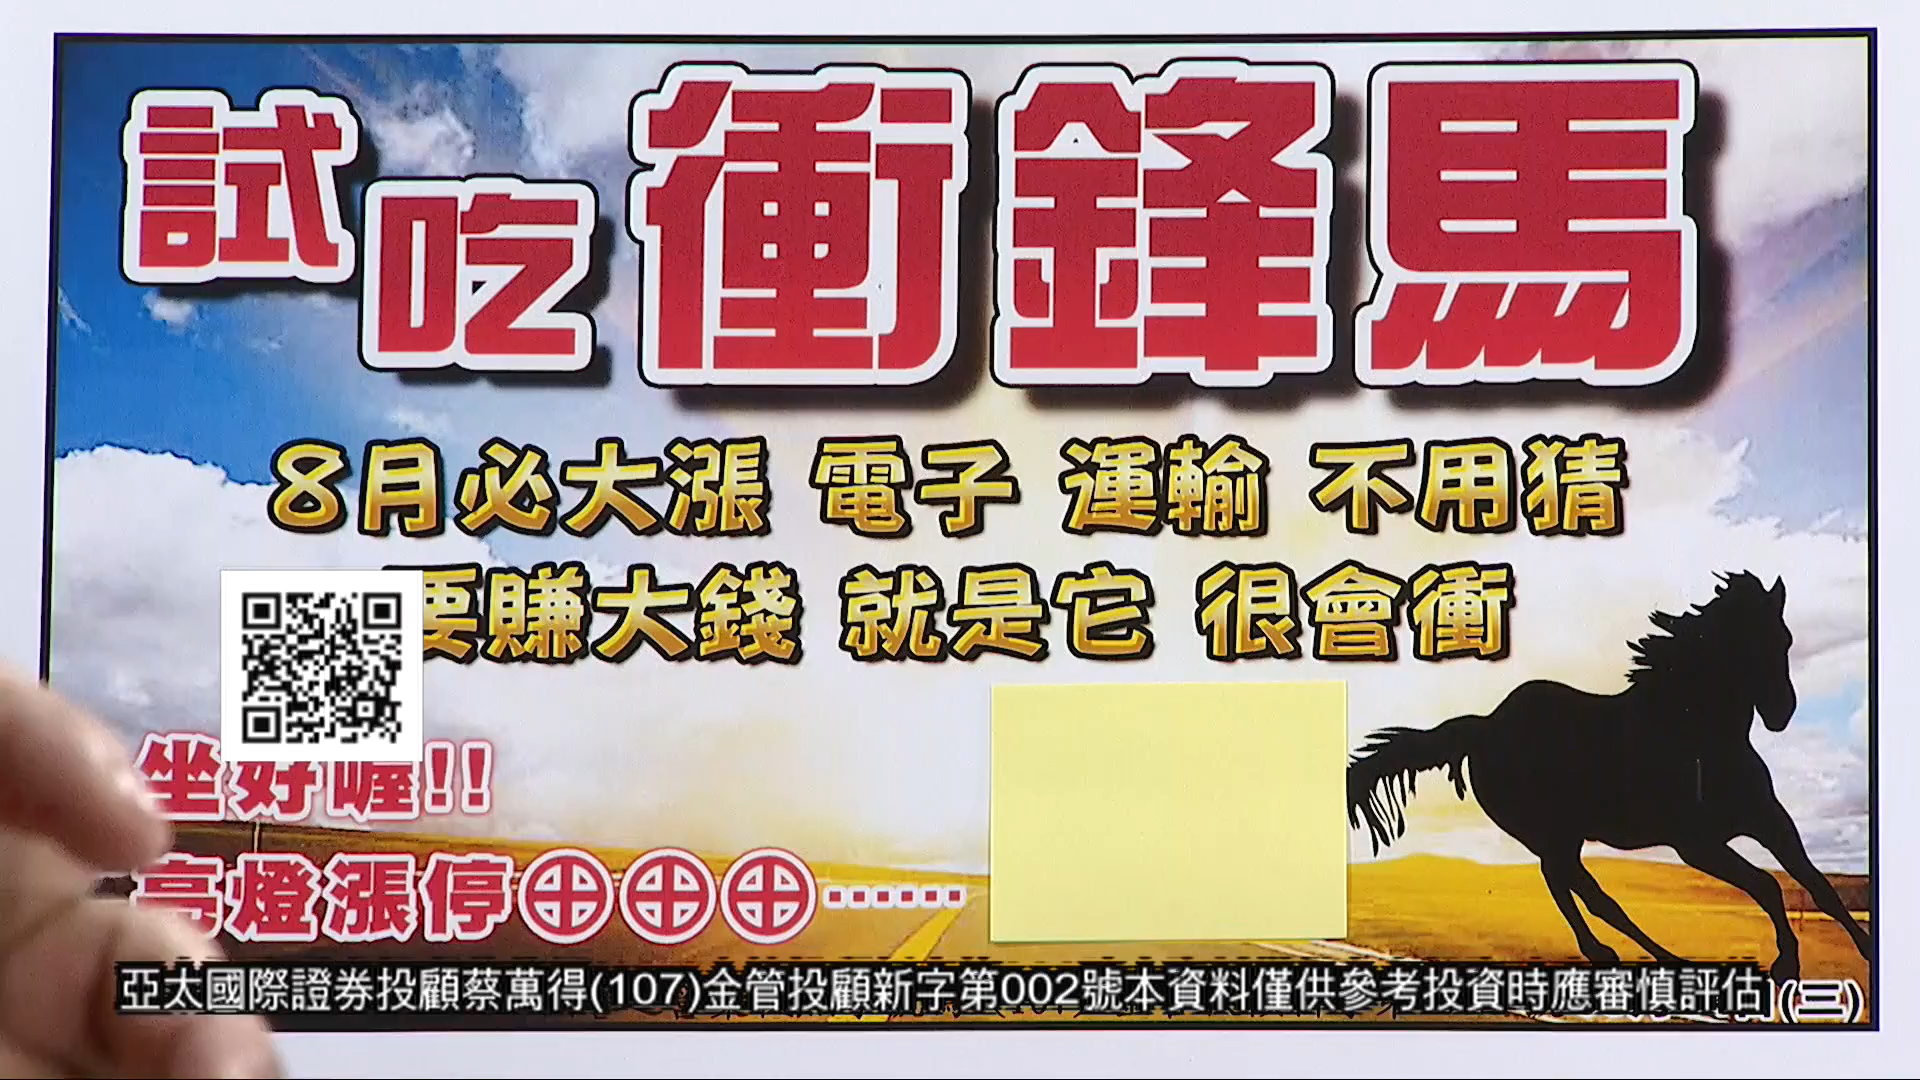 試吃衝鋒馬
8月必大漲 電子 運輸 不用猜
要賺大錢 就是它 很會衝
坐好喔!!
亮燈漲停⊕⊕⊕……
亞太國際證券投顧蔡萬得(107)金管投顧新字第002號本資料僅供參考投資時應審慎評估
(三)